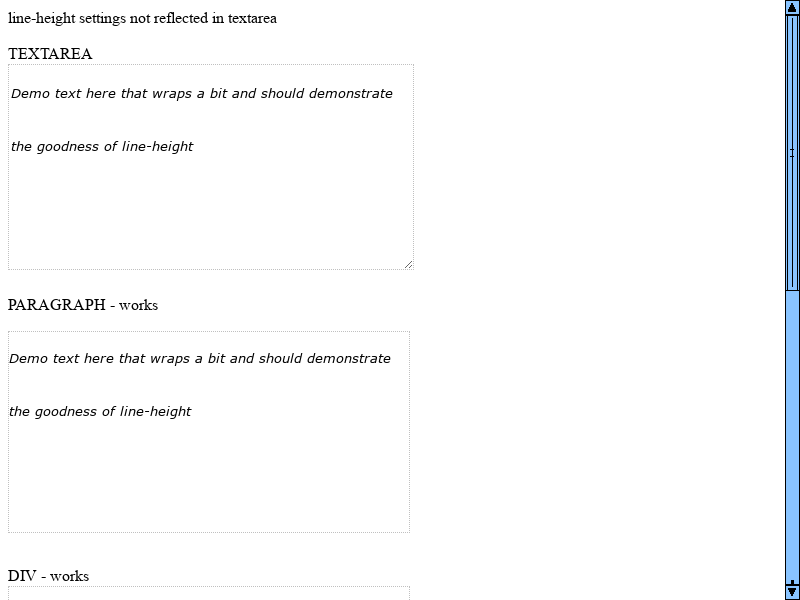 line-height settings not reflected in textarea
TEXTAREA
Demo text here that wraps a bit and should demonstrate
the goodness of line-height
PARAGRAPH - works
Demo text here that wraps a bit and should demonstrate
the goodness of line-height
DIV - works